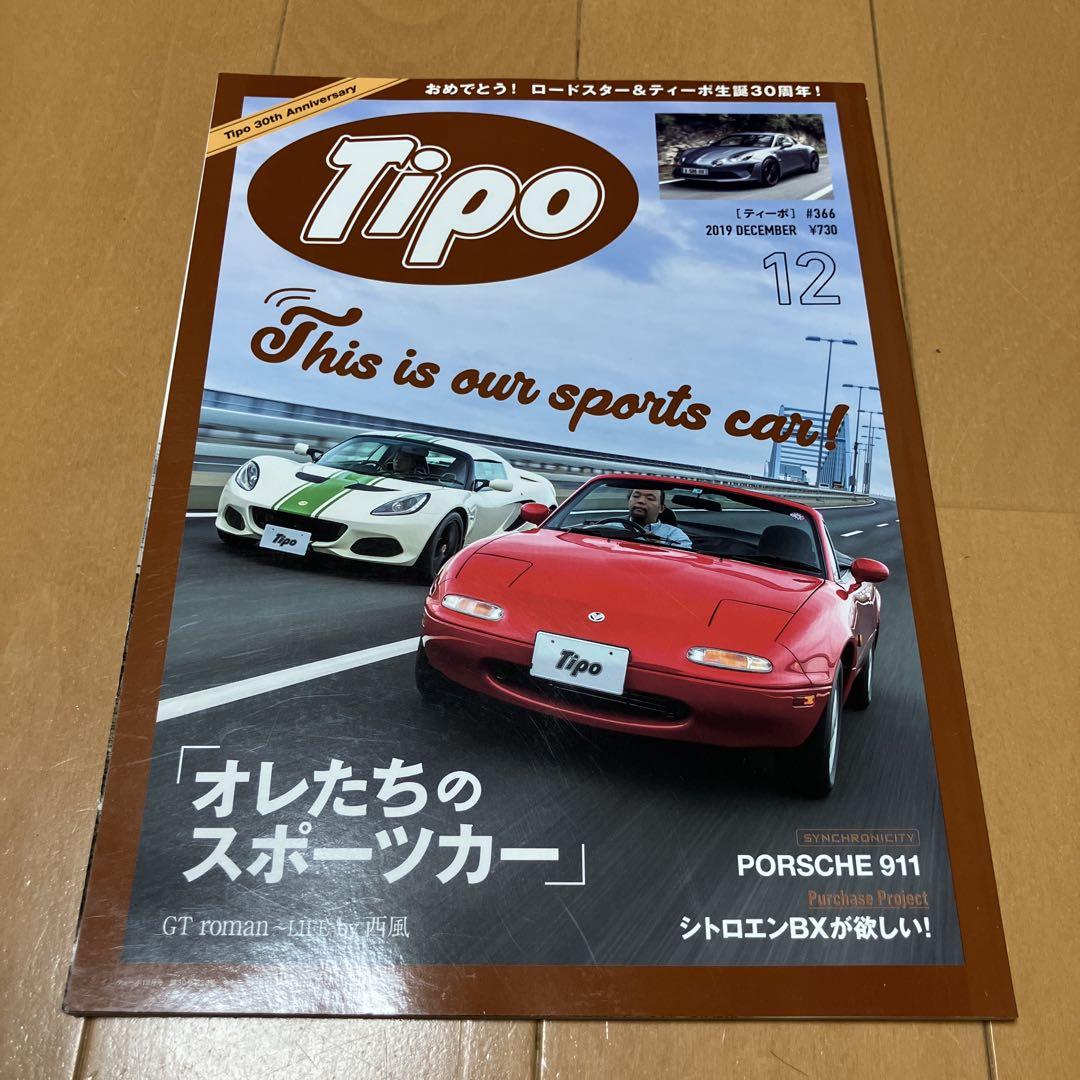 Tipo 30th Anniversary
おめでとう! ロードスター&ティーポ生誕30周年!
Tipo
[ティーポ] #366
2019 DECEMBER ¥730
12
This is our sports car!
Tipo
Tipo
「オレたちの
スポーツカー」
GT roman ~LIFE~ by 西風
SYNCHRONICITY
PORSCHE 911
Purchase Project
シトロエンBXが欲しい!